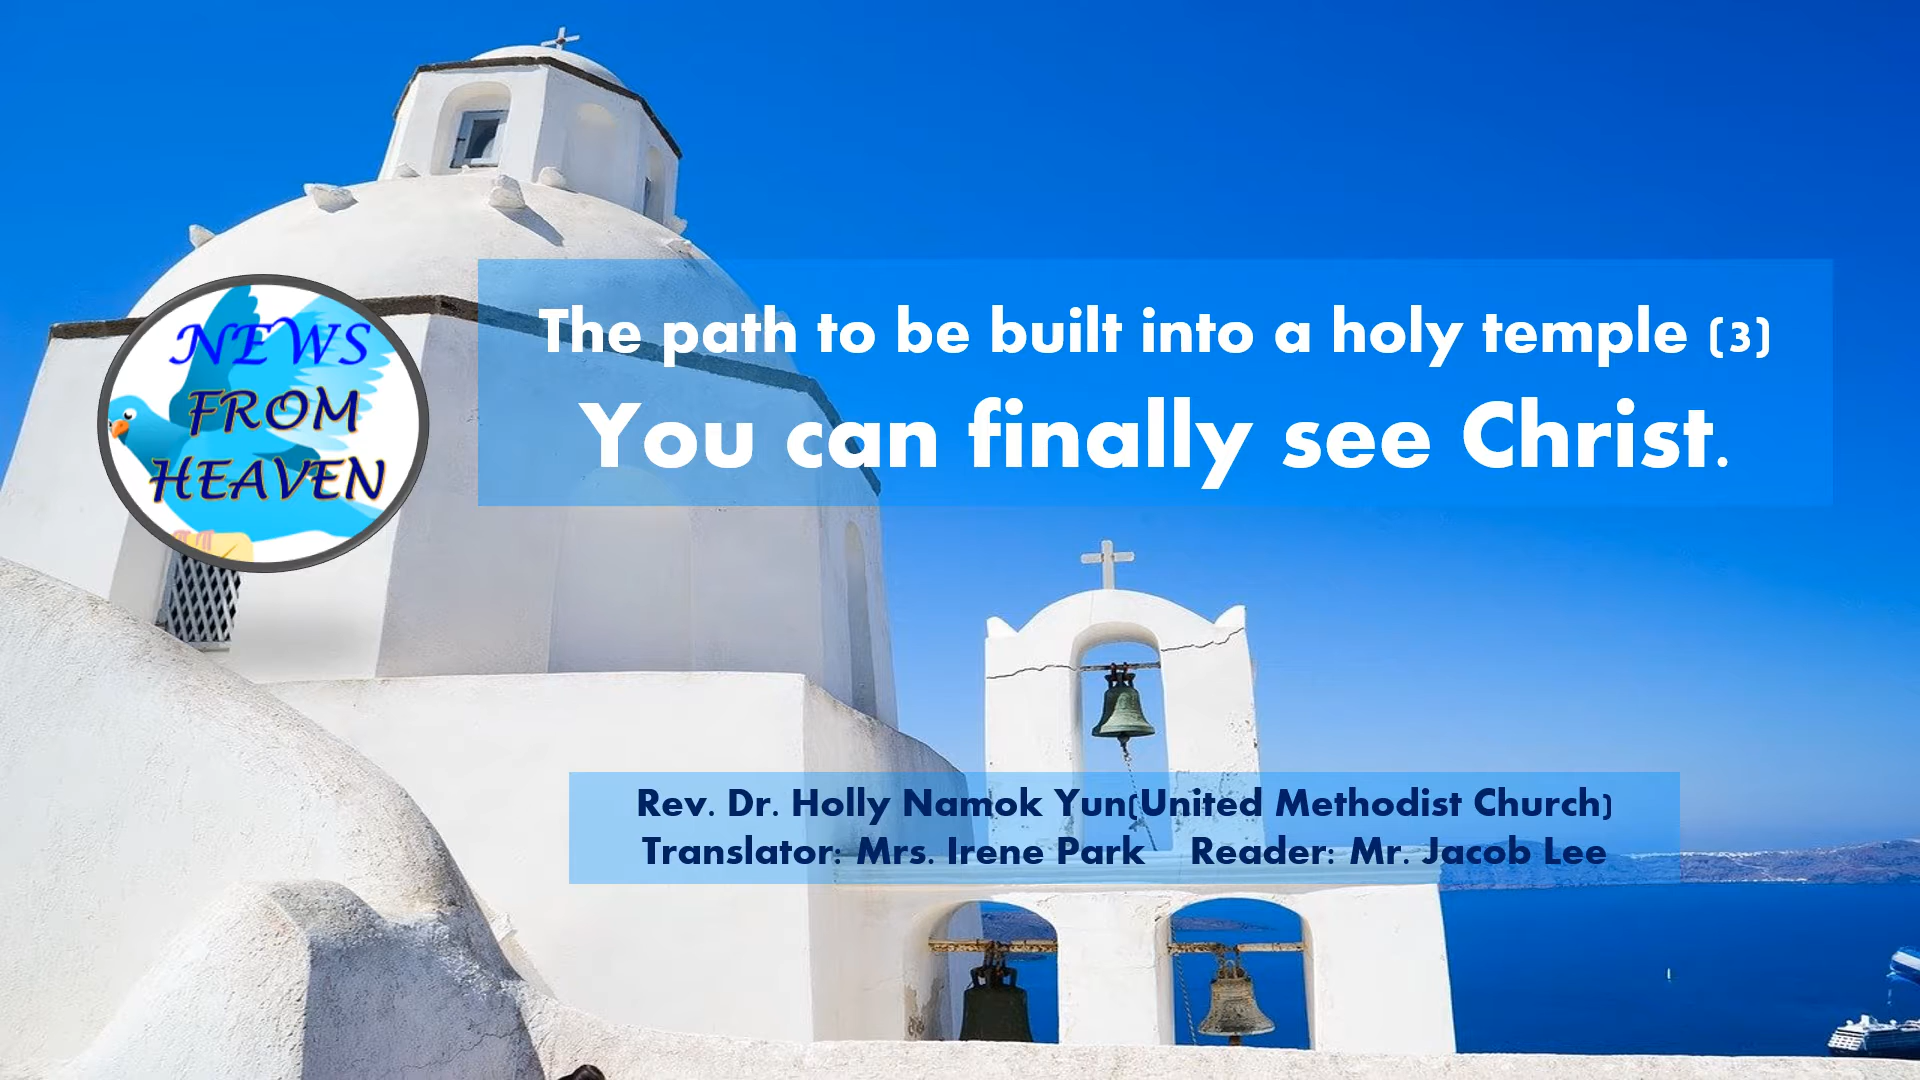 NEWS
FROM
HEAVEN
The path to be built into a holy temple (3)
You can finally see Christ.
Rev. Dr. Holly Namok Yun(United Methodist Church)
Translator: Mrs. Irene Park Reader: Mr. Jacob Lee